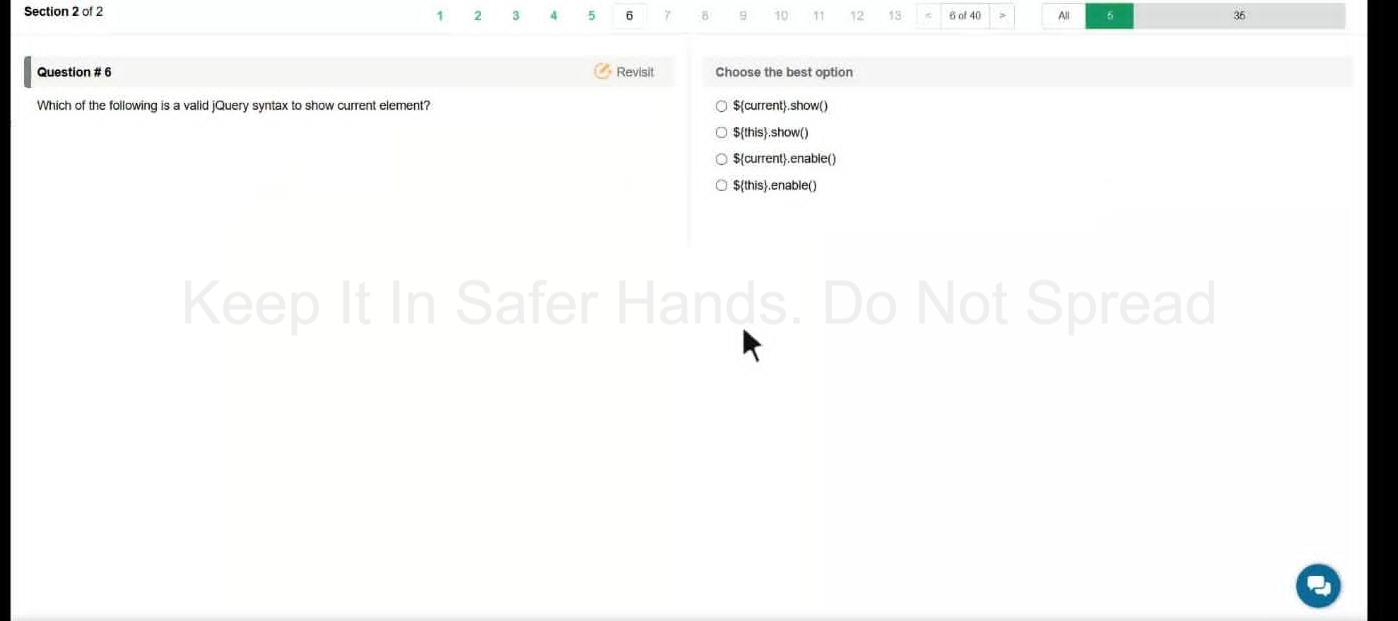 Section 2 of 2
1 2 3 4 5 6 7 8 9 10 11 12 13 < 6 of 40 > All 5 35
Question # 6
Revisit
Which of the following is a valid jQuery syntax to show current element?
Choose the best option
${current}.show()
${this}.show()
${current}.enable()
${this}.enable()
Keep It In Safer Hands. Do Not Spread